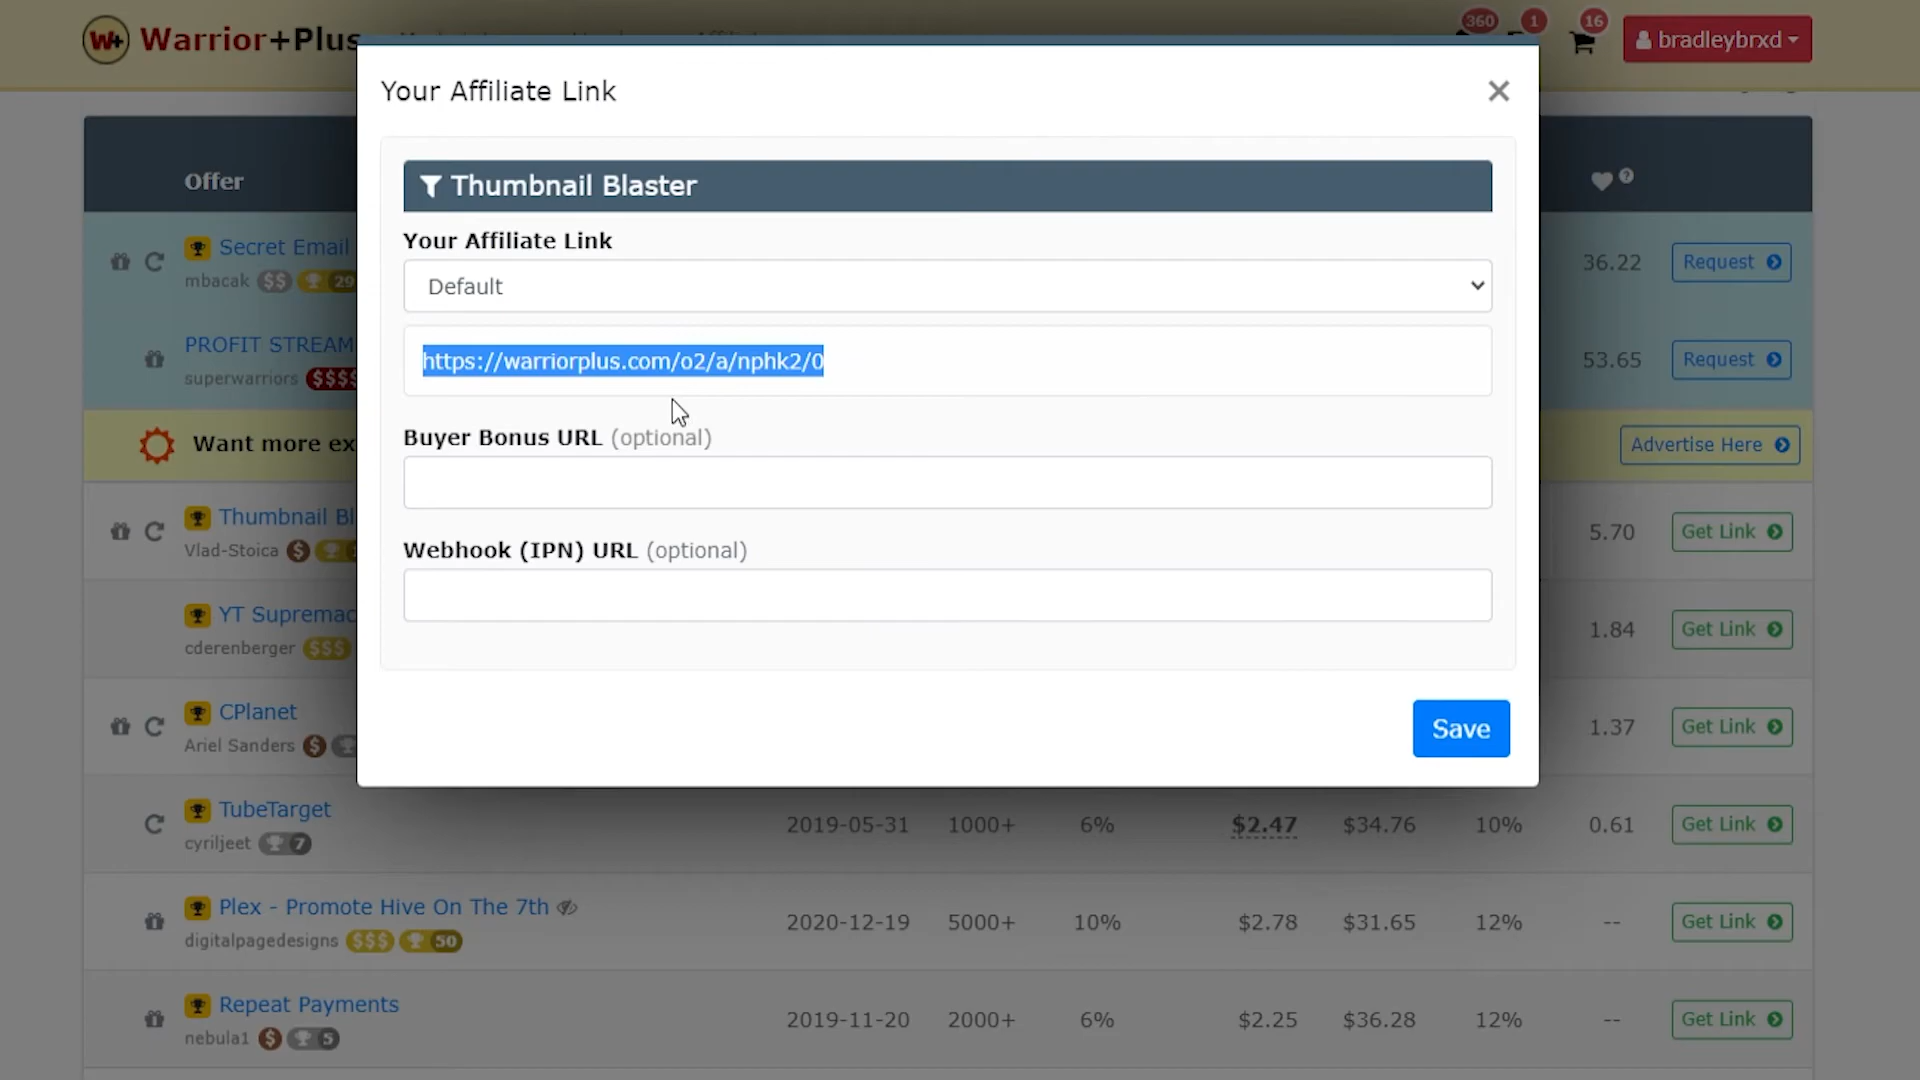 W+ Warrior+Plus
360
1
16
bradleybrxd
Your Affiliate Link
×
Offer
Thumbnail Blaster
Your Affiliate Link
Default
https://warriorplus.com/o2/a/nphk2/0
Buyer Bonus URL (optional)
Webhook (IPN) URL (optional)
Save
Secret Email
mbacak $$ 29
36.22
Request
PROFIT STREAM
superwarriors $$$$
53.65
Request
Want more ex
Advertise Here
Thumbnail Bl
Vlad-Stoica $
5.70
Get Link
YT Supremac
cderenberger $$$
1.84
Get Link
CPlanet
Ariel Sanders $
1.37
Get Link
TubeTarget
cyriljeet 7
2019-05-31 1000+ 6% $2.47 $34.76 10% 0.61 Get Link
Plex - Promote Hive On The 7th
digitalpagedesigns $$$ 50
2020-12-19 5000+ 10% $2.78 $31.65 12% -- Get Link
Repeat Payments
nebula1 $ 5
2019-11-20 2000+ 6% $2.25 $36.28 12% -- Get Link